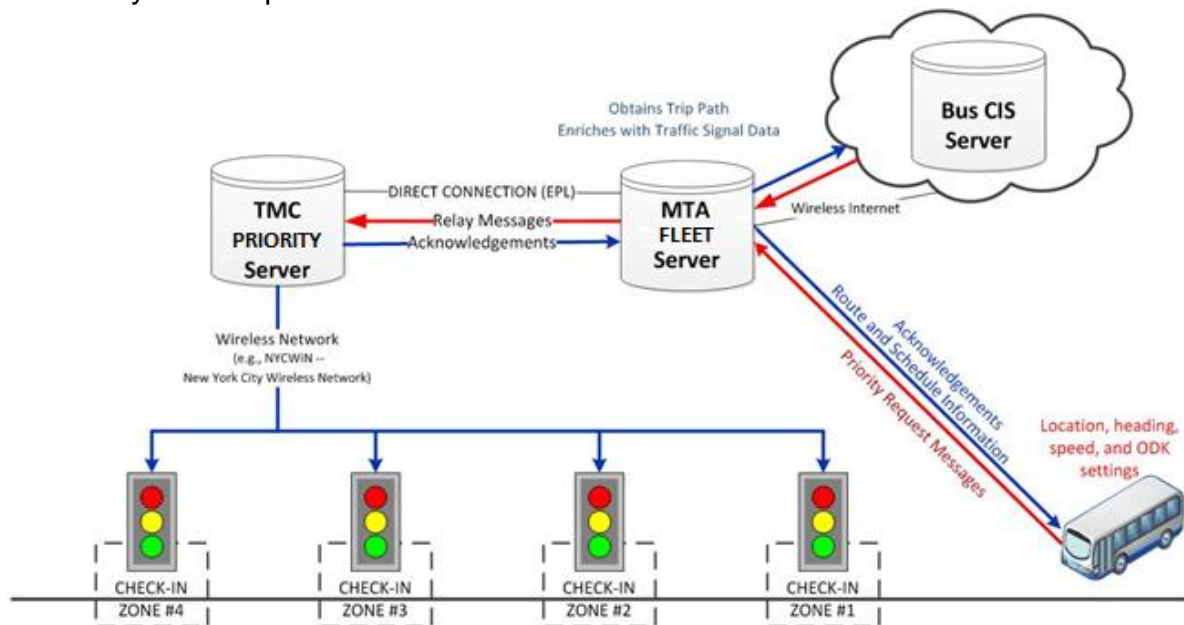 Obtains Trip Path
Enriches with Traffic Signal Data
Bus CIS
Server
TMC
PRIORITY
Server
DIRECT CONNECTION (EPL)
Relay Messages
Acknowledgements
MTA
FLEET
Server
Wireless Internet
Wireless Network
(e.g., NYCWiN --
New York City Wireless Network)
Acknowledgements
Route and Schedule Information
Priority Request Messages
Location, heading,
speed, and ODK
settings
CHECK-IN
ZONE #4
CHECK-IN
ZONE #3
CHECK-IN
ZONE #2
CHECK-IN
ZONE #1